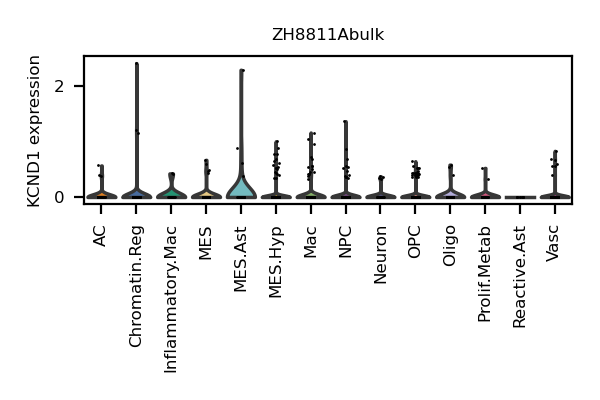 ZH8811Abulk
KCND1 expression
2
0
AC
Chromatin.Reg
Inflammatory.Mac
MES
MES.Ast
MES.Hyp
Mac
NPC
Neuron
OPC
Oligo
Prolif.Metab
Reactive.Ast
Vasc